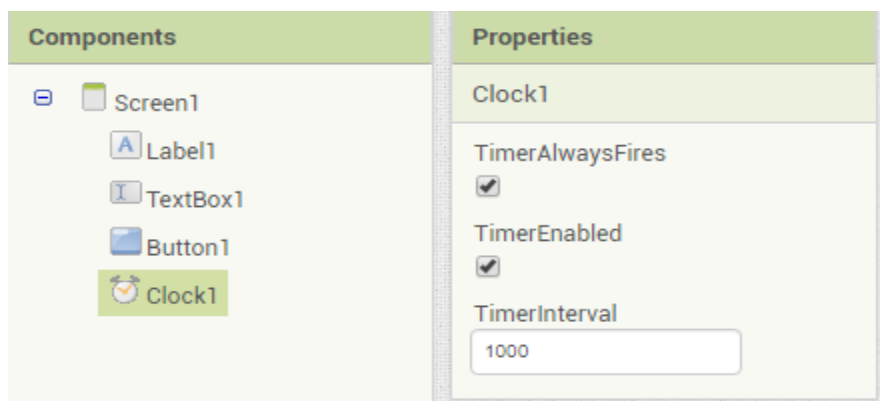 Components
Screen1
Label1
TextBox1
Button1
Clock1
Properties
Clock1
TimerAlwaysFires
TimerEnabled
TimerInterval
1000